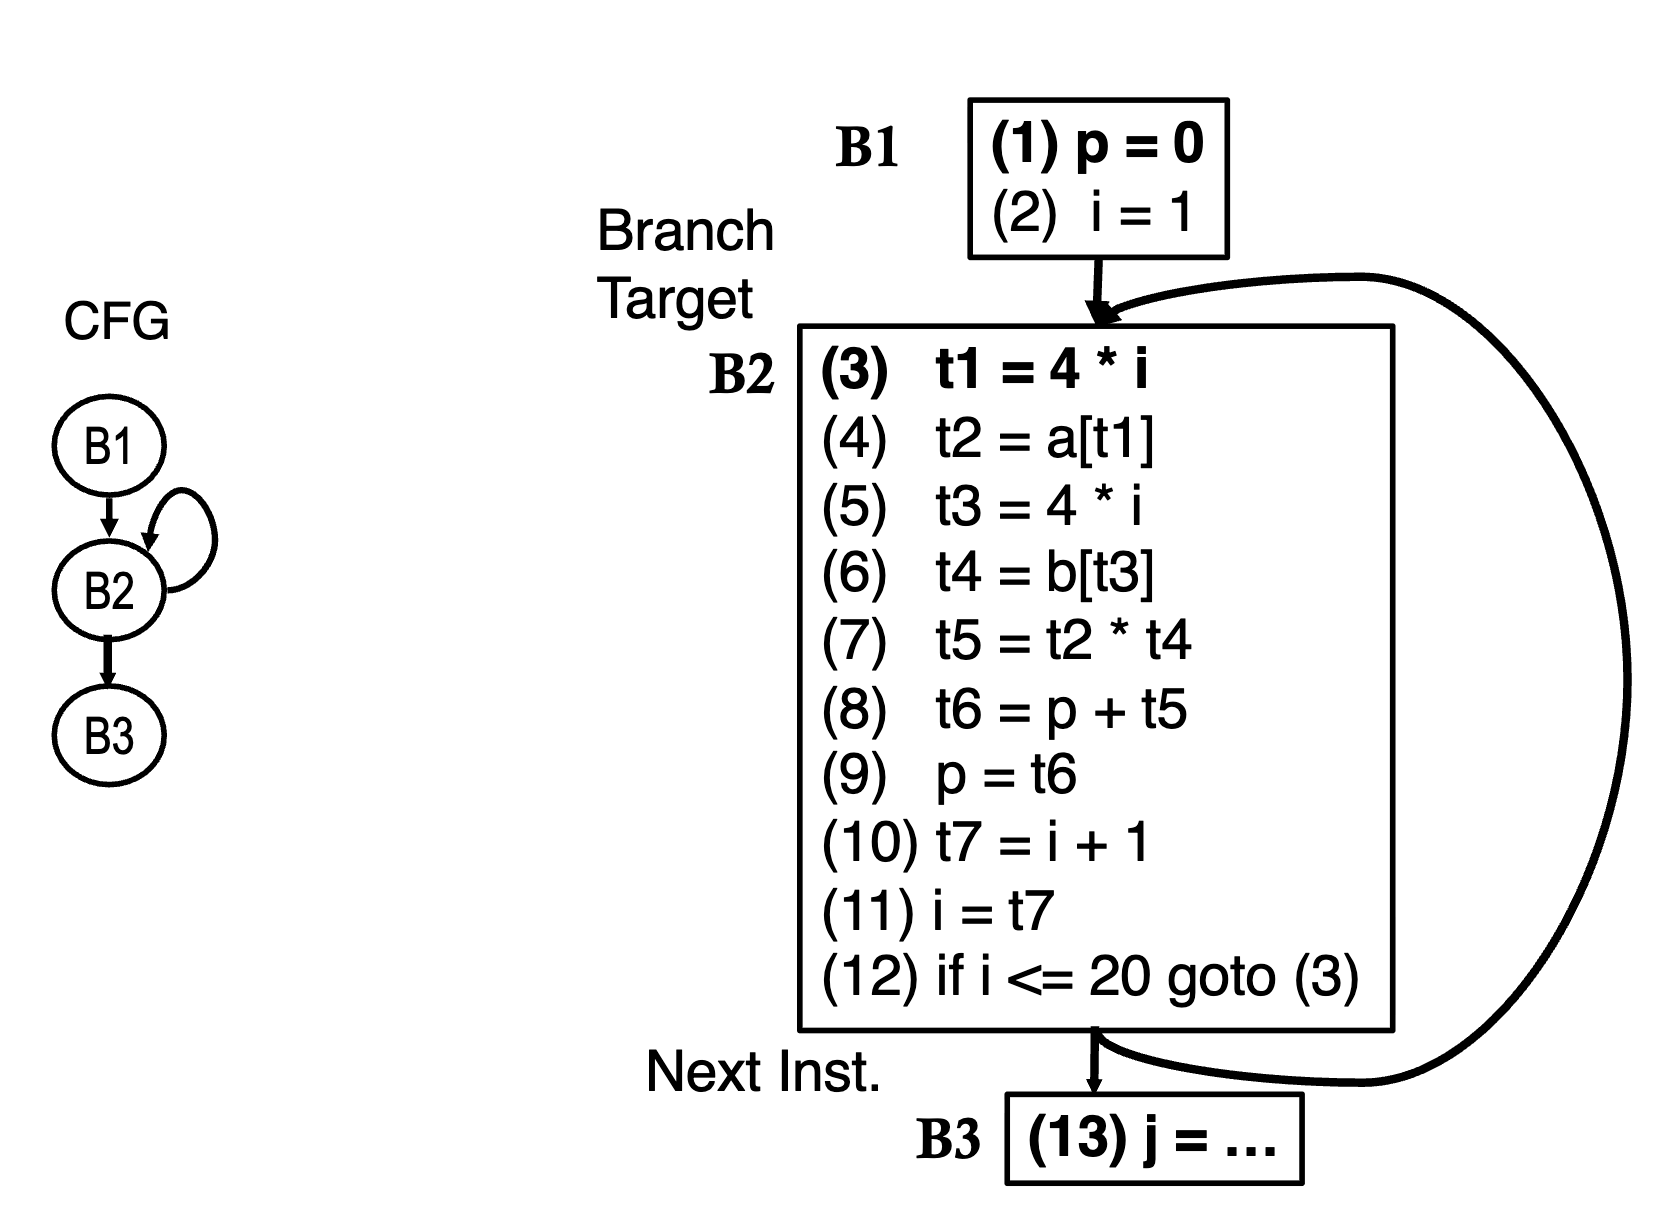 CFG
B1
B2
B3
B1
(1) p = 0
(2) i = 1
Branch
Target
B2
(3) t1 = 4 * i
(4) t2 = a[t1]
(5) t3 = 4 * i
(6) t4 = b[t3]
(7) t5 = t2 * t4
(8) t6 = p + t5
(9) p = t6
(10) t7 = i + 1
(11) i = t7
(12) if i <= 20 goto (3)
Next Inst.
B3
(13) j = ...